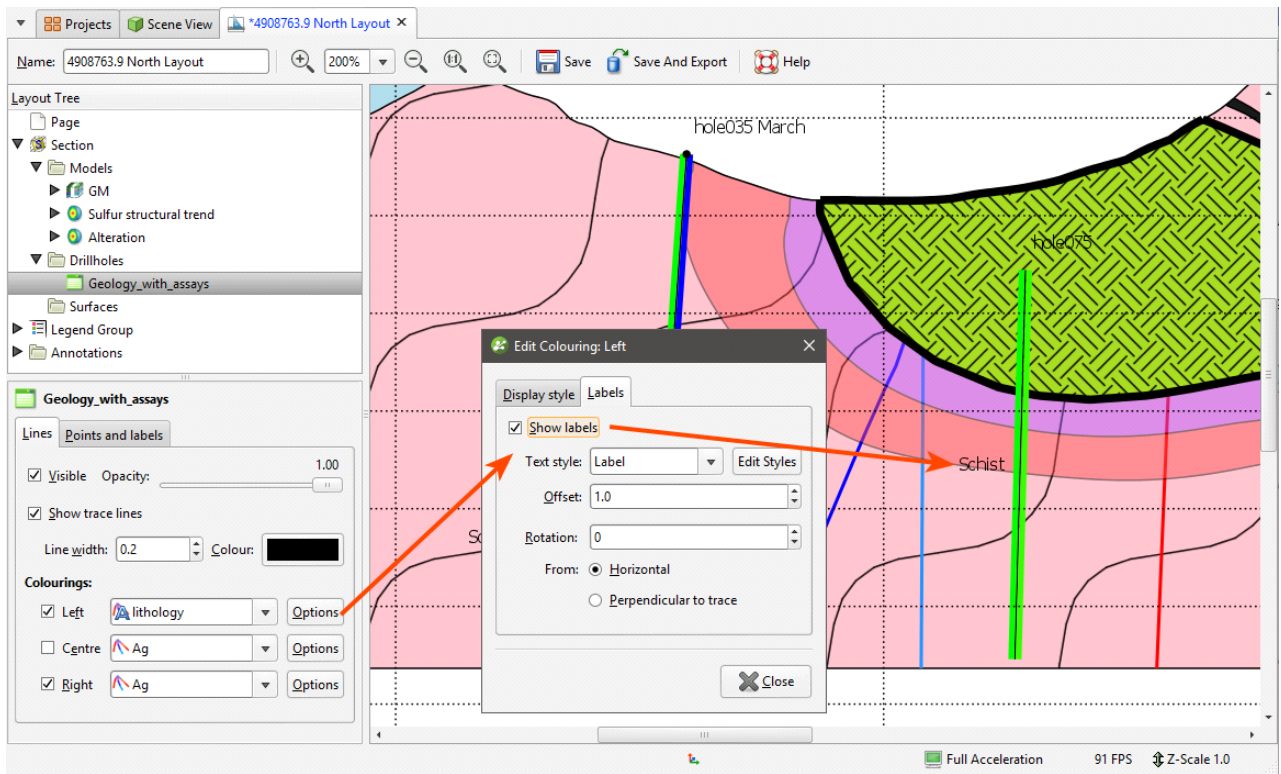 Projects Scene View *4908763.9 North Layout
Name: 4908763.9 North Layout 200% Save Save And Export Help
Layout Tree
Page
Section
Models
GM
Sulfur structural trend
Alteration
Drillholes
Geology_with_assays
Surfaces
Legend Group
Annotations
Geology_with_assays
Lines Points and labels
Visible Opacity: 1.00
Show trace lines
Line width: 0.2 Colour:
Colourings:
Left lithology Options
Centre Ag Options
Right Ag Options
hole035 March
hole075
Schist
Sc
Edit Colouring: Left
Display style Labels
Show labels
Text style: Label Edit Styles
Offset: 1.0
Rotation: 0
From: Horizontal
Perpendicular to trace
Close
Full Acceleration 91 FPS Z-Scale 1.0